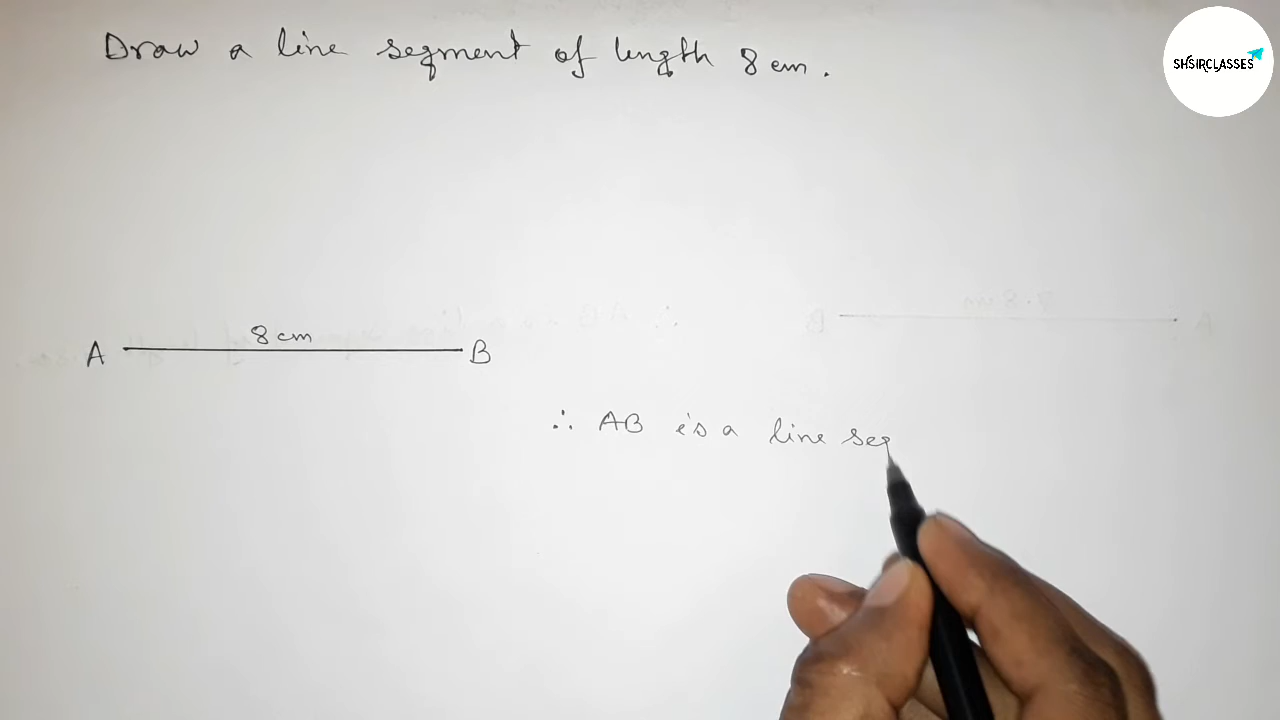 Draw a line segment of length 8 cm.
SHSIRCLASSES
8 cm
A B
∴ AB is a line seg